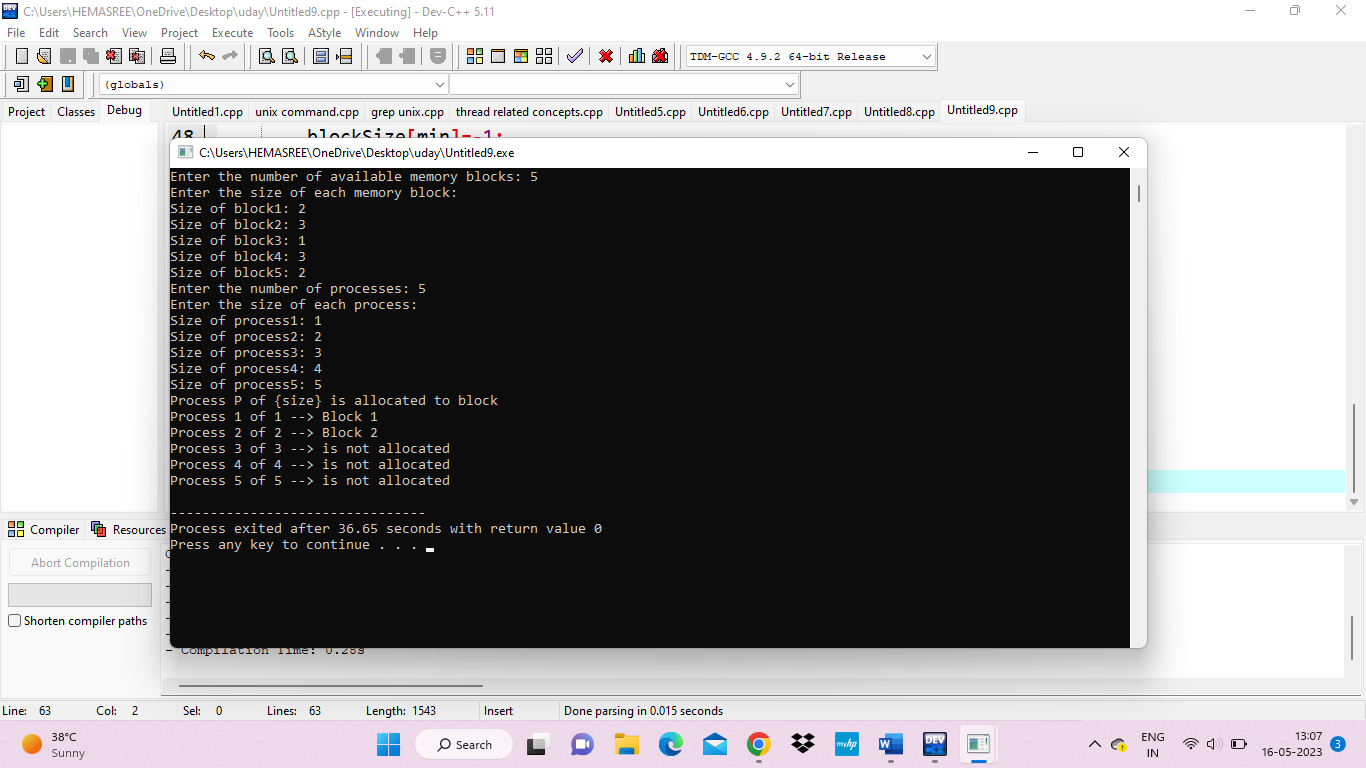 C:\Users\HEMASREE\OneDrive\Desktop\uday\Untitled9.cpp - [Executing] - Dev-C++ 5.11
File Edit Search View Project Execute Tools AStyle Window Help
TDM-GCC 4.9.2 64-bit Release
(globals)
Project Classes Debug Untitled1.cpp unix command.cpp grep unix.cpp thread related concepts.cpp Untitled5.cpp Untitled6.cpp Untitled7.cpp Untitled8.cpp Untitled9.cpp
48 blockSize[min]=-1;
C:\Users\HEMASREE\OneDrive\Desktop\uday\Untitled9.exe
Enter the number of available memory blocks: 5
Enter the size of each memory block:
Size of block1: 2
Size of block2: 3
Size of block3: 1
Size of block4: 3
Size of block5: 2
Enter the number of processes: 5
Enter the size of each process:
Size of process1: 1
Size of process2: 2
Size of process3: 3
Size of process4: 4
Size of process5: 5
Process P of {size} is allocated to block
Process 1 of 1 --> Block 1
Process 2 of 2 --> Block 2
Process 3 of 3 --> is not allocated
Process 4 of 4 --> is not allocated
Process 5 of 5 --> is not allocated
--------------------------------
Process exited after 36.65 seconds with return value 0
Press any key to continue . . .
Compiler Resources
Abort Compilation
Shorten compiler paths
- Compilation Time: 0.28s
Line: 63 Col: 2 Sel: 0 Lines: 63 Length: 1543 Insert Done parsing in 0.015 seconds
38°C
Sunny
Search
myhp
W
DEV
C++
ENG
IN
13:07
16-05-2023
3